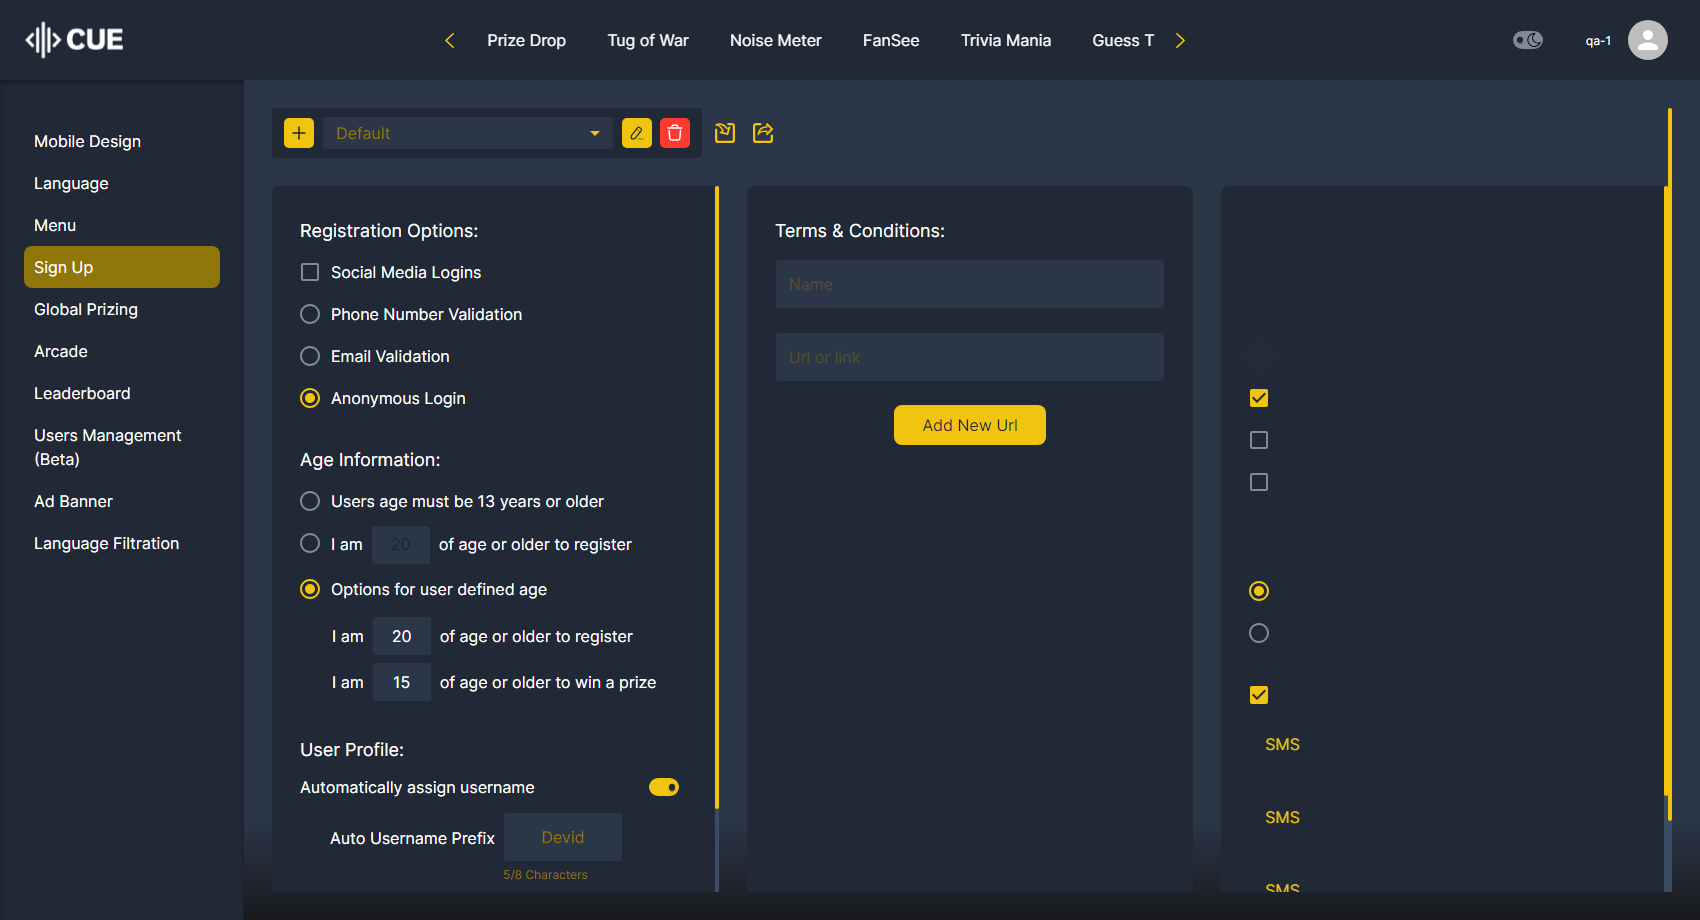 CUE
Prize Drop
Tug of War
Noise Meter
FanSee
Trivia Mania
Guess T
qa-1
Mobile Design
Language
Menu
Sign Up
Global Prizing
Arcade
Leaderboard
Users Management
(Beta)
Ad Banner
Language Filtration
Default
Registration Options:
Social Media Logins
Phone Number Validation
Email Validation
Anonymous Login
Age Information:
Users age must be 13 years or older
I am 20 of age or older to register
Options for user defined age
I am 20 of age or older to register
I am 15 of age or older to win a prize
User Profile:
Automatically assign username
Auto Username Prefix Devid
5/8 Characters
Terms & Conditions:
Name
Url or link
Add New Url
SMS
SMS
SMS